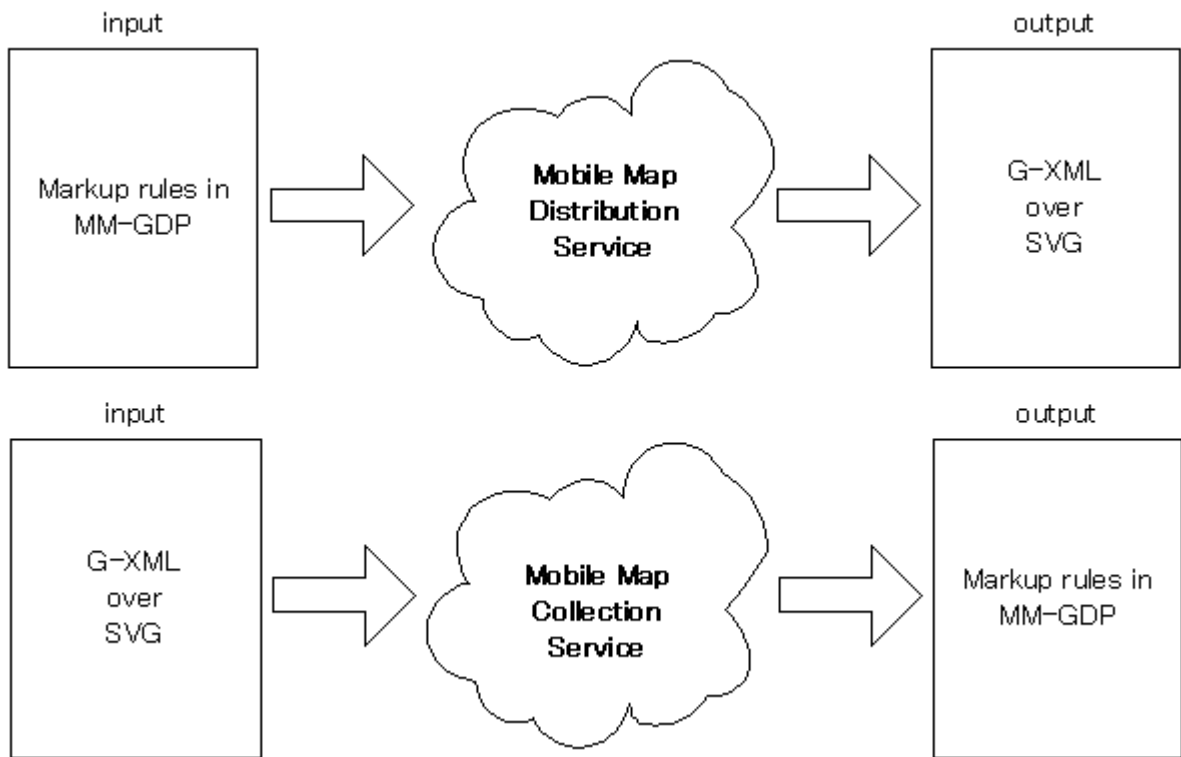 input
output
Markup rules in
MM-GDP
Mobile Map
Distribution
Service
G-XML
over
SVG
input
output
G-XML
over
SVG
Mobile Map
Collection
Service
Markup rules in
MM-GDP